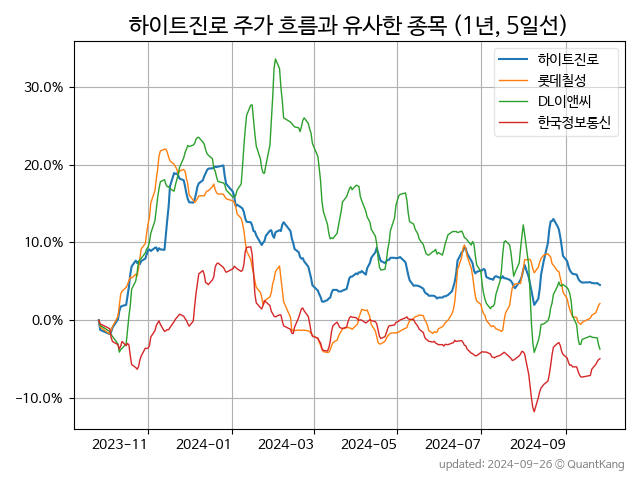 하이트진로 주가 흐름과 유사한 종목 (1년, 5일선)
하이트진로
롯데칠성
DL이앤씨
한국정보통신
30.0%
20.0%
10.0%
0.0%
−10.0%
2023-11
2024-01
2024-03
2024-05
2024-07
2024-09
updated: 2024-09-26 © QuantKang